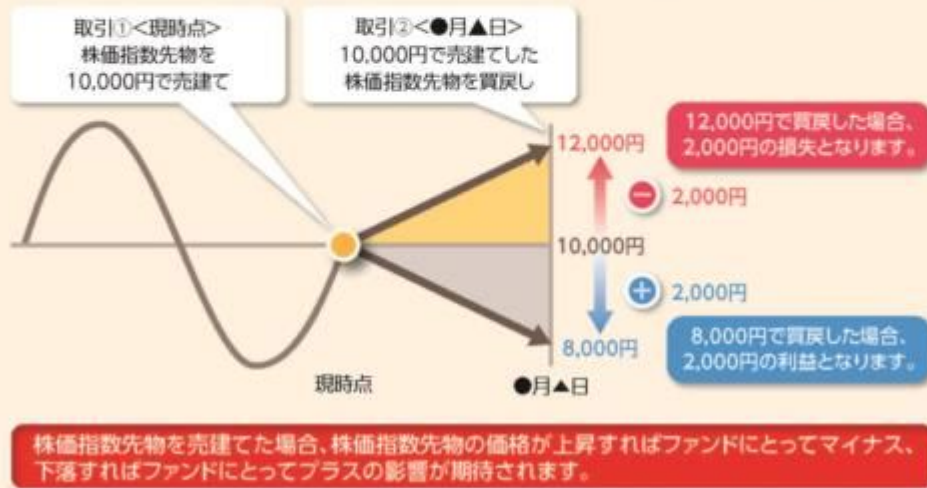 取引①<現時点>
株価指数先物を
10,000円で売建て
取引②<●月▲日>
10,000円で売建てした
株価指数先物を買戻し
12,000円
12,000円で買戻した場合、
2,000円の損失となります。
2,000円
10,000円
2,000円
8,000円
8,000円で買戻した場合、
2,000円の利益となります。
現時点
●月▲日
株価指数先物を売建てた場合、株価指数先物の価格が上昇すればファンドにとってマイナス、
下落すればファンドにとってプラスの影響が期待されます。